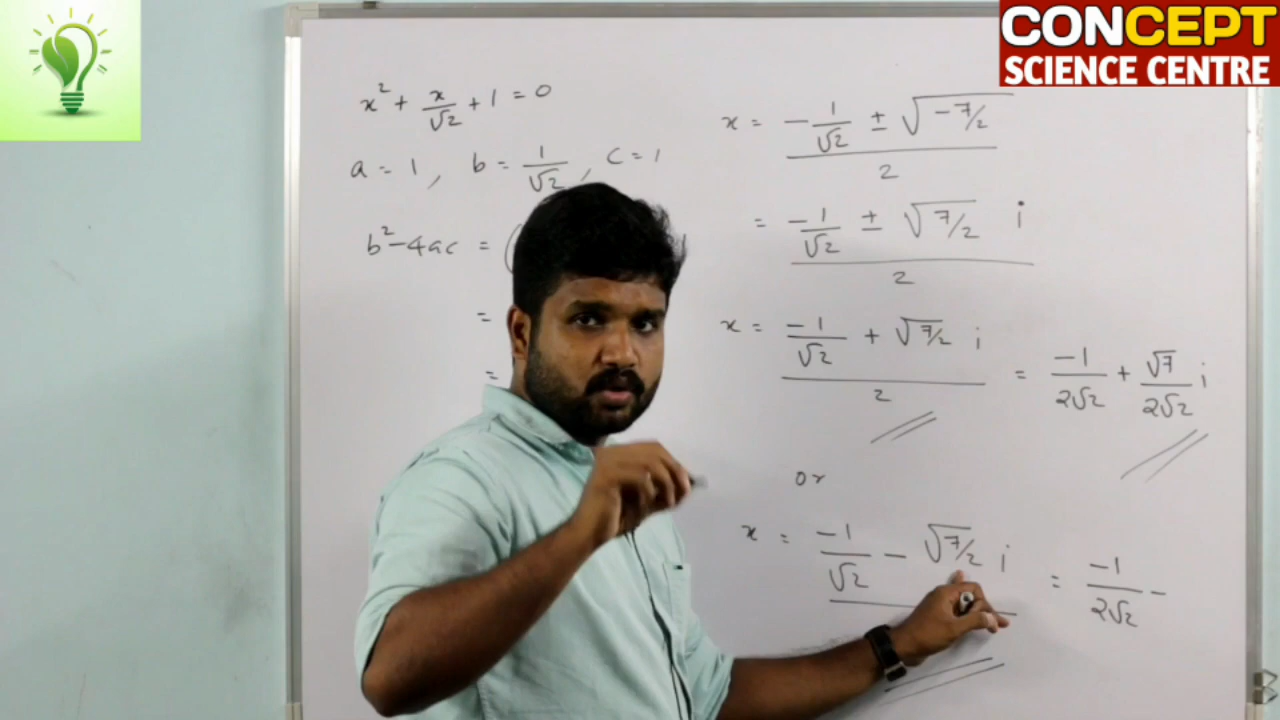 CONCEPT
SCIENCE CENTRE
x² + x/√2 + 1 = 0
a = 1, b = 1/√2, c = 1
b² - 4ac = (
=
=
x = (-1/√2 ± √(-7/2))/2
= (-1/√2 ± √(7/2) i)/2
x = (-1/√2 + √(7/2) i)/2 = -1/2√2 + √7/2√2 i
or
x = -1/√2 - √(7/2) i = -1/2√2 -